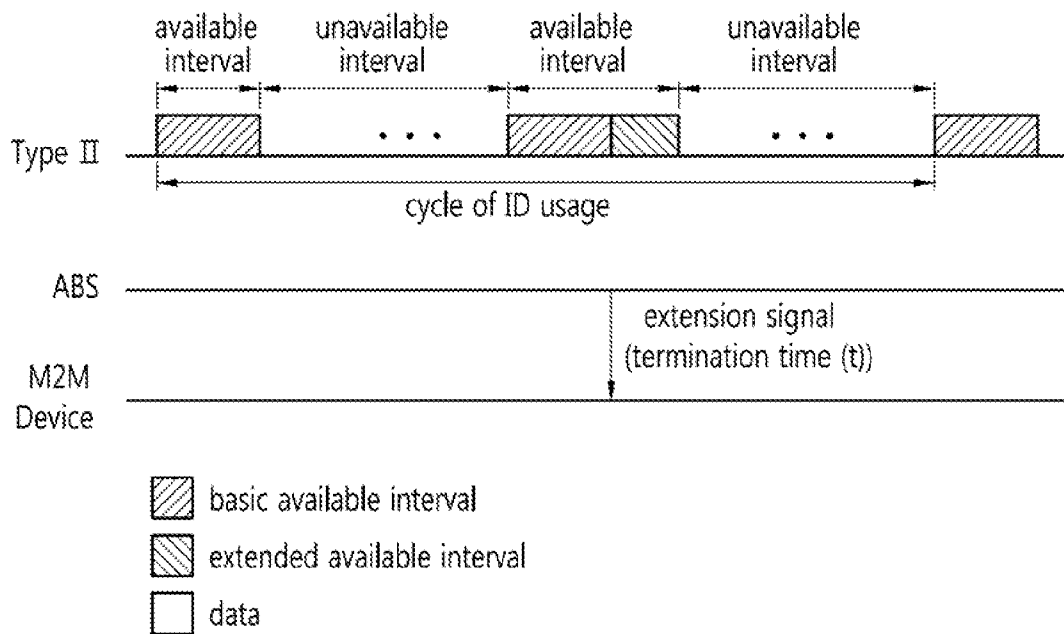 available interval
unavailable interval
available interval
unavailable interval
Type II
. . .
. . .
cycle of ID usage
ABS
extension signal
(termination time (t))
M2M
Device
basic available interval
extended available interval
data